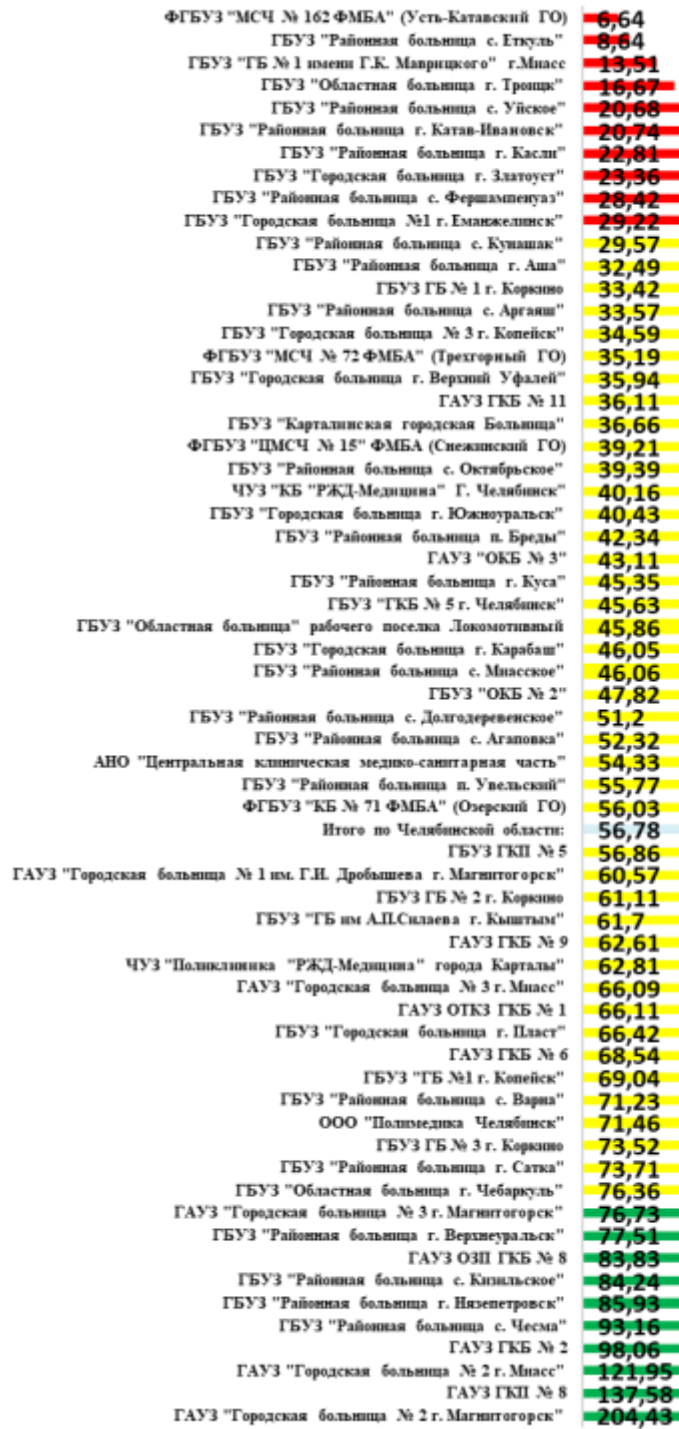 ФГБУЗ "МСЧ № 162 ФМБА" (Усть-Катавский ГО) 6,64
ГБУЗ "Районная больница с. Еткуль" 8,64
ГБУЗ "ГБ № 1 имени Г.К. Маврицкого" г.Миасс 13,51
ГБУЗ "Областная больница г. Троицк" 16,67
ГБУЗ "Районная больница с. Уйское" 20,68
ГБУЗ "Районная больница г. Катав-Ивановск" 20,74
ГБУЗ "Районная больница г. Касли" 22,81
ГБУЗ "Городская больница г. Златоуст" 23,36
ГБУЗ "Районная больница с. Фершампенуаз" 28,42
ГБУЗ "Городская больница №1 г. Еманжелинск" 29,22
ГБУЗ "Районная больница с. Кунашак" 29,57
ГБУЗ "Районная больница г. Аша" 32,49
ГБУЗ ГБ № 1 г. Коркино 33,42
ГБУЗ "Районная больница с. Аргаяш" 33,57
ГБУЗ "Городская больница № 3 г. Копейск" 34,59
ФГБУЗ "МСЧ № 72 ФМБА" (Трехгорный ГО) 35,19
ГБУЗ "Городская больница г. Верхний Уфалей" 35,94
ГАУЗ ГКБ № 11 36,11
ГБУЗ "Карталинская городская Больница" 36,66
ФГБУЗ "ЦМСЧ № 15" ФМБА (Снежинский ГО) 39,21
ГБУЗ "Районная больница с. Октябрьское" 39,39
ЧУЗ "КБ "РЖД-Медицина" Г. Челябинск" 40,16
ГБУЗ "Городская больница г. Южноуральск" 40,43
ГБУЗ "Районная больница п. Бреды" 42,34
ГАУЗ "ОКБ № 3" 43,11
ГБУЗ "Районная больница г. Куса" 45,35
ГБУЗ "ГКБ № 5 г. Челябинск" 45,63
ГБУЗ "Областная больница" рабочего поселка Локомотивный 45,86
ГБУЗ "Городская больница г. Карабаш" 46,05
ГБУЗ "Районная больница с. Миасское" 46,06
ГБУЗ "ОКБ № 2" 47,82
ГБУЗ "Районная больница с. Долгодеревенское" 51,2
ГБУЗ "Районная больница с. Агаповка" 52,32
АНО "Центральная клиническая медико-санитарная часть" 54,33
ГБУЗ "Районная больница п. Увельский" 55,77
ФГБУЗ "КБ № 71 ФМБА" (Озерский ГО) 56,03
Итого по Челябинской области: 56,78
ГБУЗ ГКП № 5 56,86
ГАУЗ "Городская больница № 1 им. Г.И. Дробышева г. Магнитогорск" 60,57
ГБУЗ ГБ № 2 г. Коркино 61,11
ГБУЗ "ГБ им А.П.Силаева г. Кыштым" 61,7
ГАУЗ ГКБ № 9 62,61
ЧУЗ "Поликлиника "РЖД-Медицина" города Карталы" 62,81
ГАУЗ "Городская больница № 3 г. Миасс" 66,09
ГАУЗ ОТКЗ ГКБ № 1 66,11
ГБУЗ "Городская больница г. Пласт" 66,42
ГАУЗ ГКБ № 6 68,54
ГБУЗ "ГБ №1 г. Копейск" 69,04
ГБУЗ "Районная больница с. Варна" 71,23
ООО "Полимедика Челябинск" 71,46
ГБУЗ ГБ № 3 г. Коркино 73,52
ГБУЗ "Районная больница г. Сатка" 73,71
ГБУЗ "Областная больница г. Чебаркуль" 76,36
ГАУЗ "Городская больница № 3 г. Магнитогорск" 76,73
ГБУЗ "Районная больница г. Верхнеуральск" 77,51
ГАУЗ ОЗП ГКБ № 8 83,83
ГБУЗ "Районная больница с. Кизильское" 84,24
ГБУЗ "Районная больница г. Нязепетровск" 85,93
ГБУЗ "Районная больница с. Чесма" 93,16
ГАУЗ ГКБ № 2 98,06
ГАУЗ "Городская больница № 2 г. Миасс" 121,95
ГАУЗ ГКП № 8 137,58
ГАУЗ "Городская больница № 2 г. Магнитогорск" 204,43